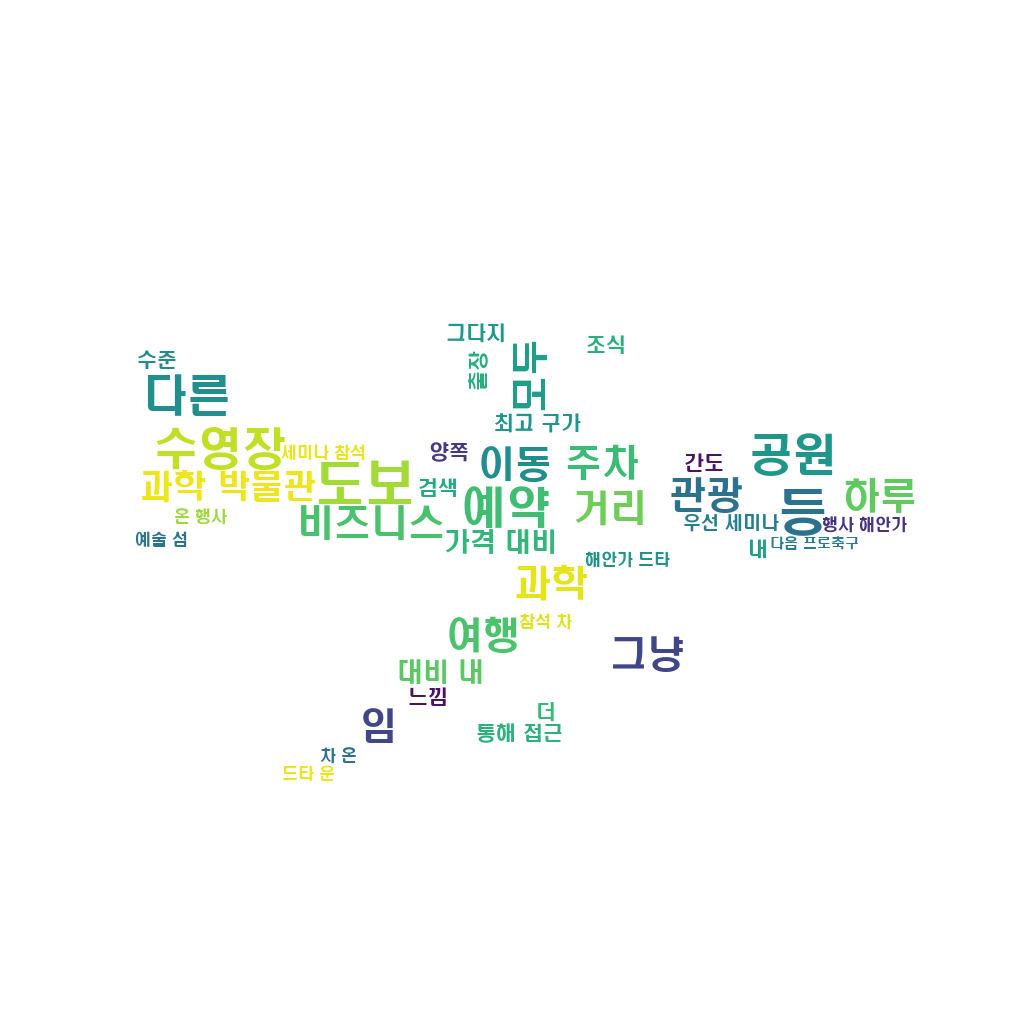 그다지
조식
출장
모두
수준
다른
최고 구가
수영장
세미나 참석
양쪽
이동
주차
공원
간도
과학 박물관
도보
검색
예약
거리
관광
등
하루
온 행사
비즈니스
우선 세미나
행사 해안가
예술 섬
가격 대비
내
다음 프로축구
해안가 드타
과학
참석 차
여행
그냥
대비 내
느낌
더
임
통해 접근
차 온
드타 운